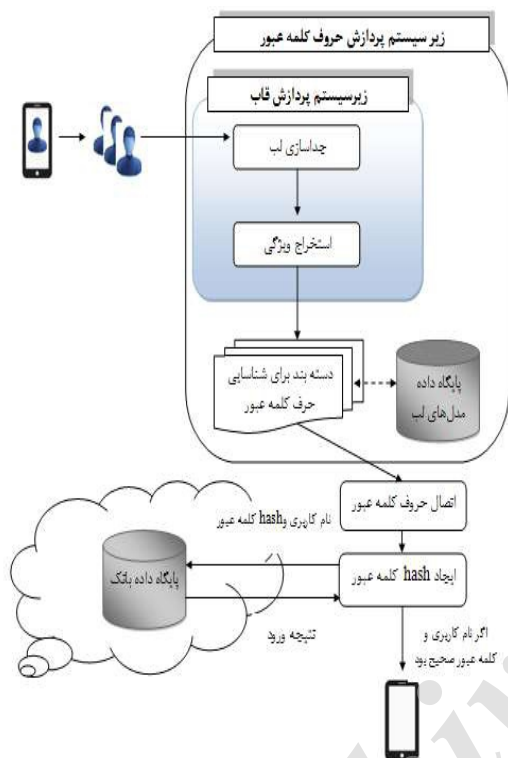 زیر سیستم پردازش حروف کلمه عبور
زیرسیستم پردازش قاب
جداسازی لب
استخراج ویژگی
دسته بند برای شناسایی
حرف کلمه عبور
پایگاه داده
مدل‌های لب
اتصال حروف کلمه عبور
نام کاربری وhash کلمه عبور
ایجاد hash کلمه عبور
پایگاه داده بانک
نتیجه ورود
اگر نام کاربری و
کلمه عبور صحیح بود